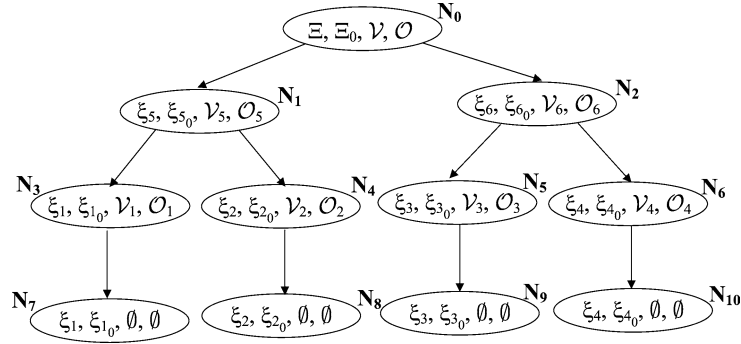 N₀
Ξ, Ξ₀, 𝒱, 𝒪
N₁
ξ₅, ξ₅₀, 𝒱₅, 𝒪₅
N₂
ξ₆, ξ₆₀, 𝒱₆, 𝒪₆
N₃
ξ₁, ξ₁₀, 𝒱₁, 𝒪₁
N₄
ξ₂, ξ₂₀, 𝒱₂, 𝒪₂
N₅
ξ₃, ξ₃₀, 𝒱₃, 𝒪₃
N₆
ξ₄, ξ₄₀, 𝒱₄, 𝒪₄
N₇
ξ₁, ξ₁₀, ∅, ∅
N₈
ξ₂, ξ₂₀, ∅, ∅
N₉
ξ₃, ξ₃₀, ∅, ∅
N₁₀
ξ₄, ξ₄₀, ∅, ∅